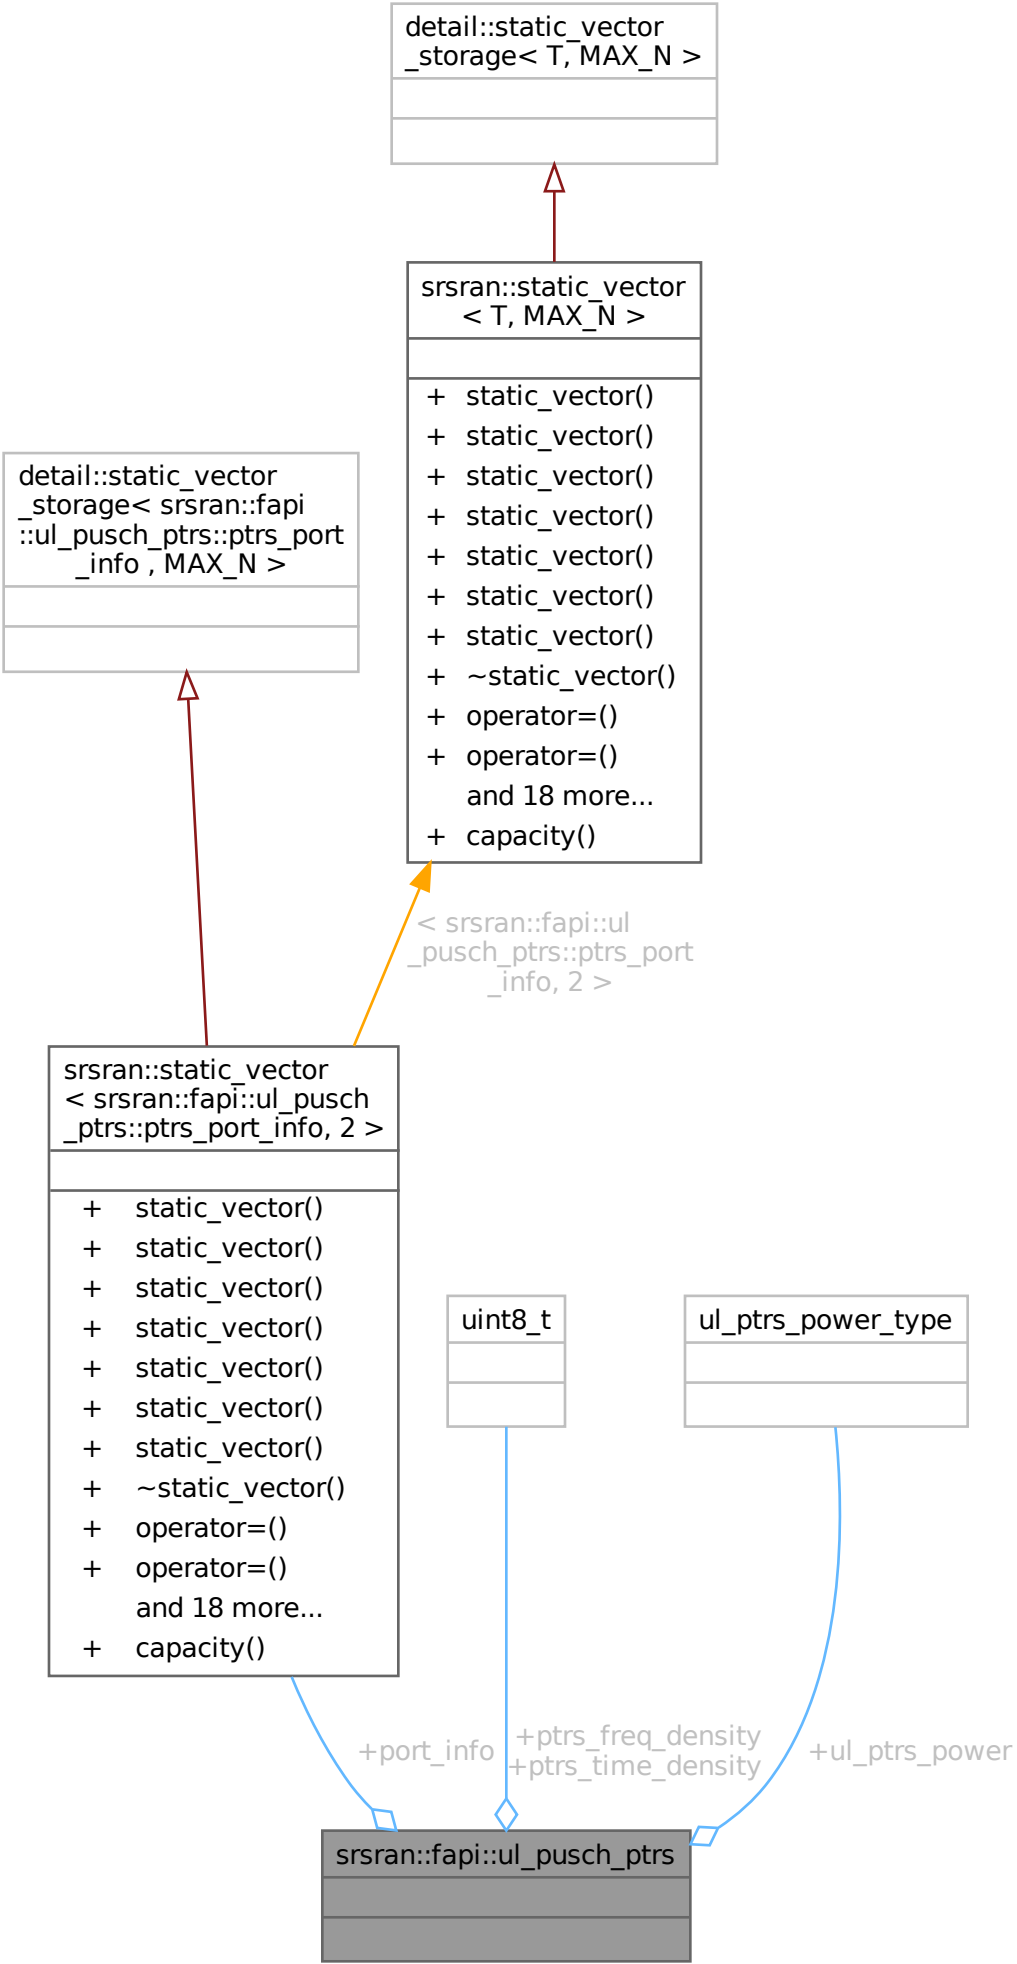 detail::static_vector
_storage< T, MAX_N >
srsran::static_vector
< T, MAX_N >
+ static_vector()
+ static_vector()
+ static_vector()
+ static_vector()
+ static_vector()
+ static_vector()
+ static_vector()
+ ~static_vector()
+ operator=()
+ operator=()
and 18 more...
+ capacity()
detail::static_vector
_storage< srsran::fapi
::ul_pusch_ptrs::ptrs_port
_info , MAX_N >
< srsran::fapi::ul
_pusch_ptrs::ptrs_port
_info, 2 >
srsran::static_vector
< srsran::fapi::ul_pusch
_ptrs::ptrs_port_info, 2 >
+ static_vector()
+ static_vector()
+ static_vector()
+ static_vector()
+ static_vector()
+ static_vector()
+ static_vector()
+ ~static_vector()
+ operator=()
+ operator=()
and 18 more...
+ capacity()
uint8_t
ul_ptrs_power_type
+port_info
+ptrs_freq_density
+ptrs_time_density
+ul_ptrs_power
srsran::fapi::ul_pusch_ptrs